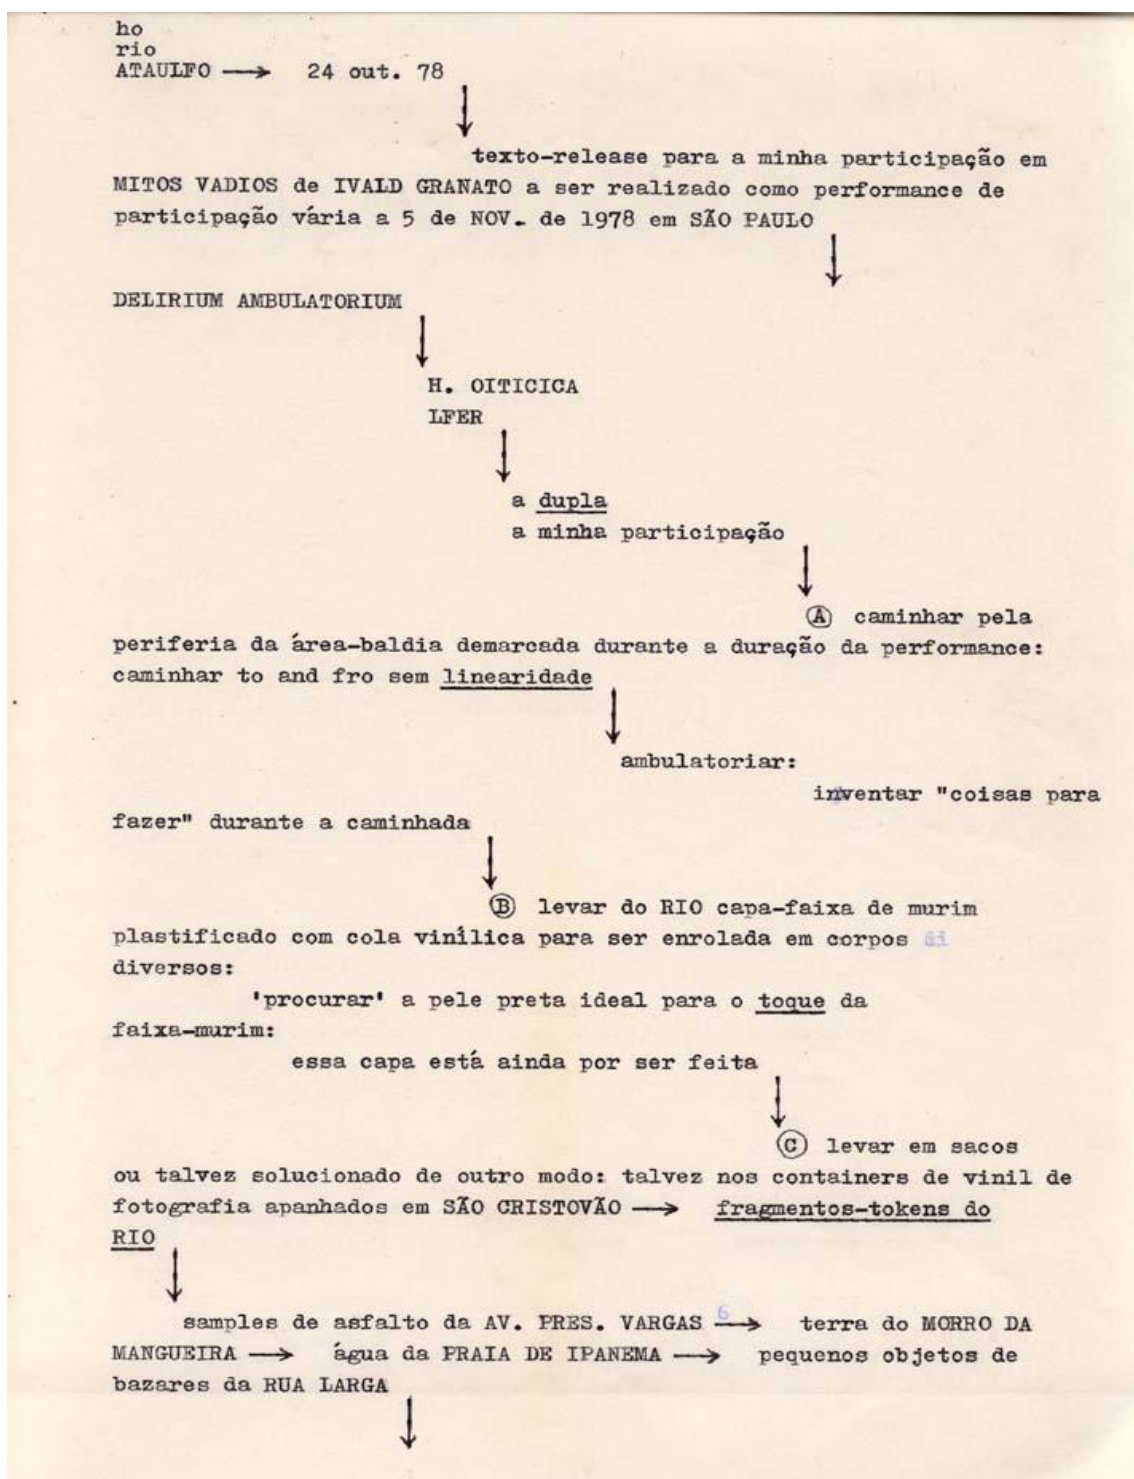 ho
rio
ATAULFO → 24 out. 78
texto-release para a minha participação em
MITOS VADIOS de IVALD GRANATO a ser realizado como performance de
participação vária a 5 de NOV. de 1978 em SÃO PAULO
DELIRIUM AMBULATORIUM
H. OITICICA
LFER
a dupla
a minha participação
Ⓐ caminhar pela
periferia da área-baldia demarcada durante a duração da performance:
caminhar to and fro sem linearidade
ambulatoriar:
inventar "coisas para
fazer" durante a caminhada
Ⓑ levar do RIO capa-faixa de murim
plastificado com cola vinílica para ser enrolada em corpos
diversos:
'procurar' a pele preta ideal para o toque da
faixa-murim:
essa capa está ainda por ser feita
Ⓒ levar em sacos
ou talvez solucionado de outro modo: talvez nos containers de vinil de
fotografia apanhados em SÃO CRISTOVÃO → fragmentos-tokens do
RIO
samples de asfalto da AV. PRES. VARGAS → terra do MORRO DA
MANGUEIRA → água da PRAIA DE IPANEMA → pequenos objetos de
bazares da RUA LARGA